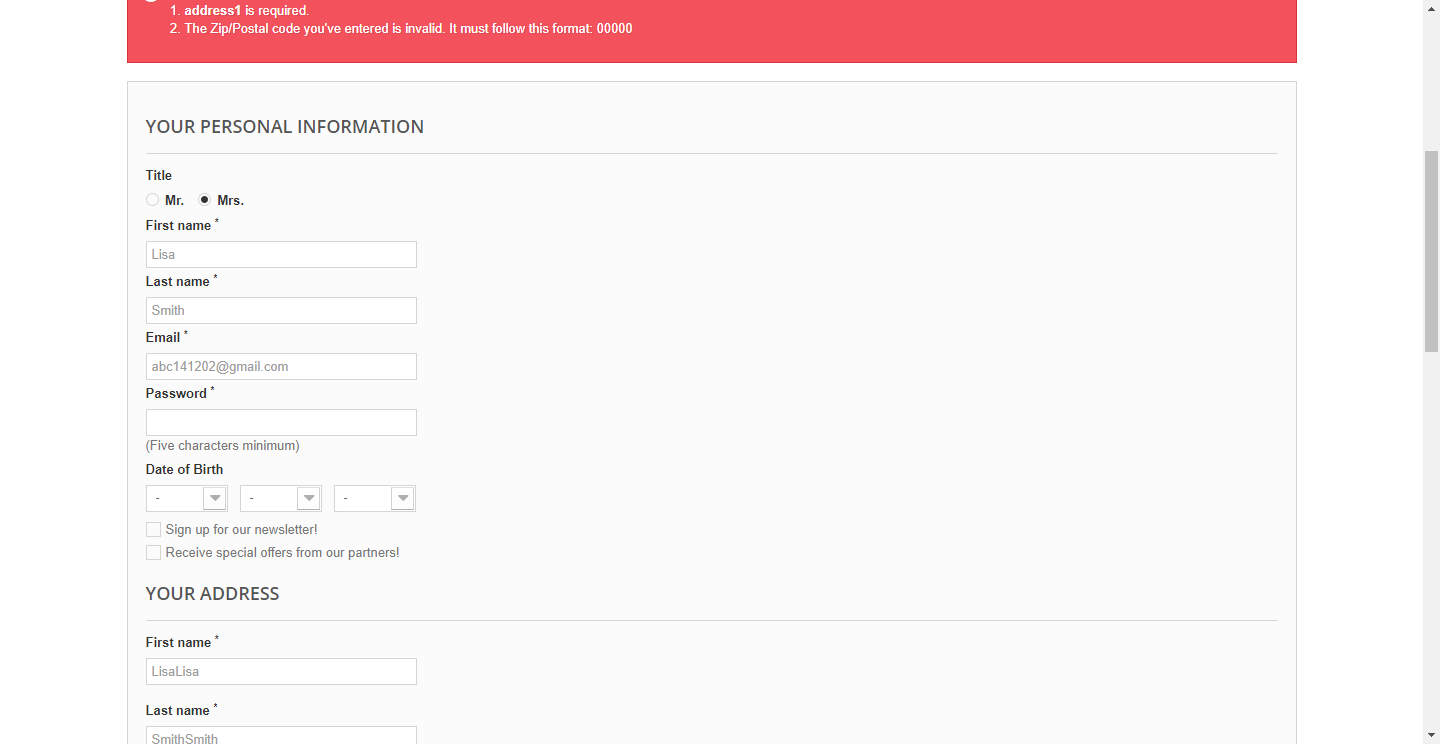 1. address1 is required.
2. The Zip/Postal code you've entered is invalid. It must follow this format: 00000
YOUR PERSONAL INFORMATION
Title
Mr. Mrs.
First name *
Lisa
Last name *
Smith
Email *
abc141202@gmail.com
Password *
(Five characters minimum)
Date of Birth
- - -
Sign up for our newsletter!
Receive special offers from our partners!
YOUR ADDRESS
First name *
LisaLisa
Last name *
SmithSmith